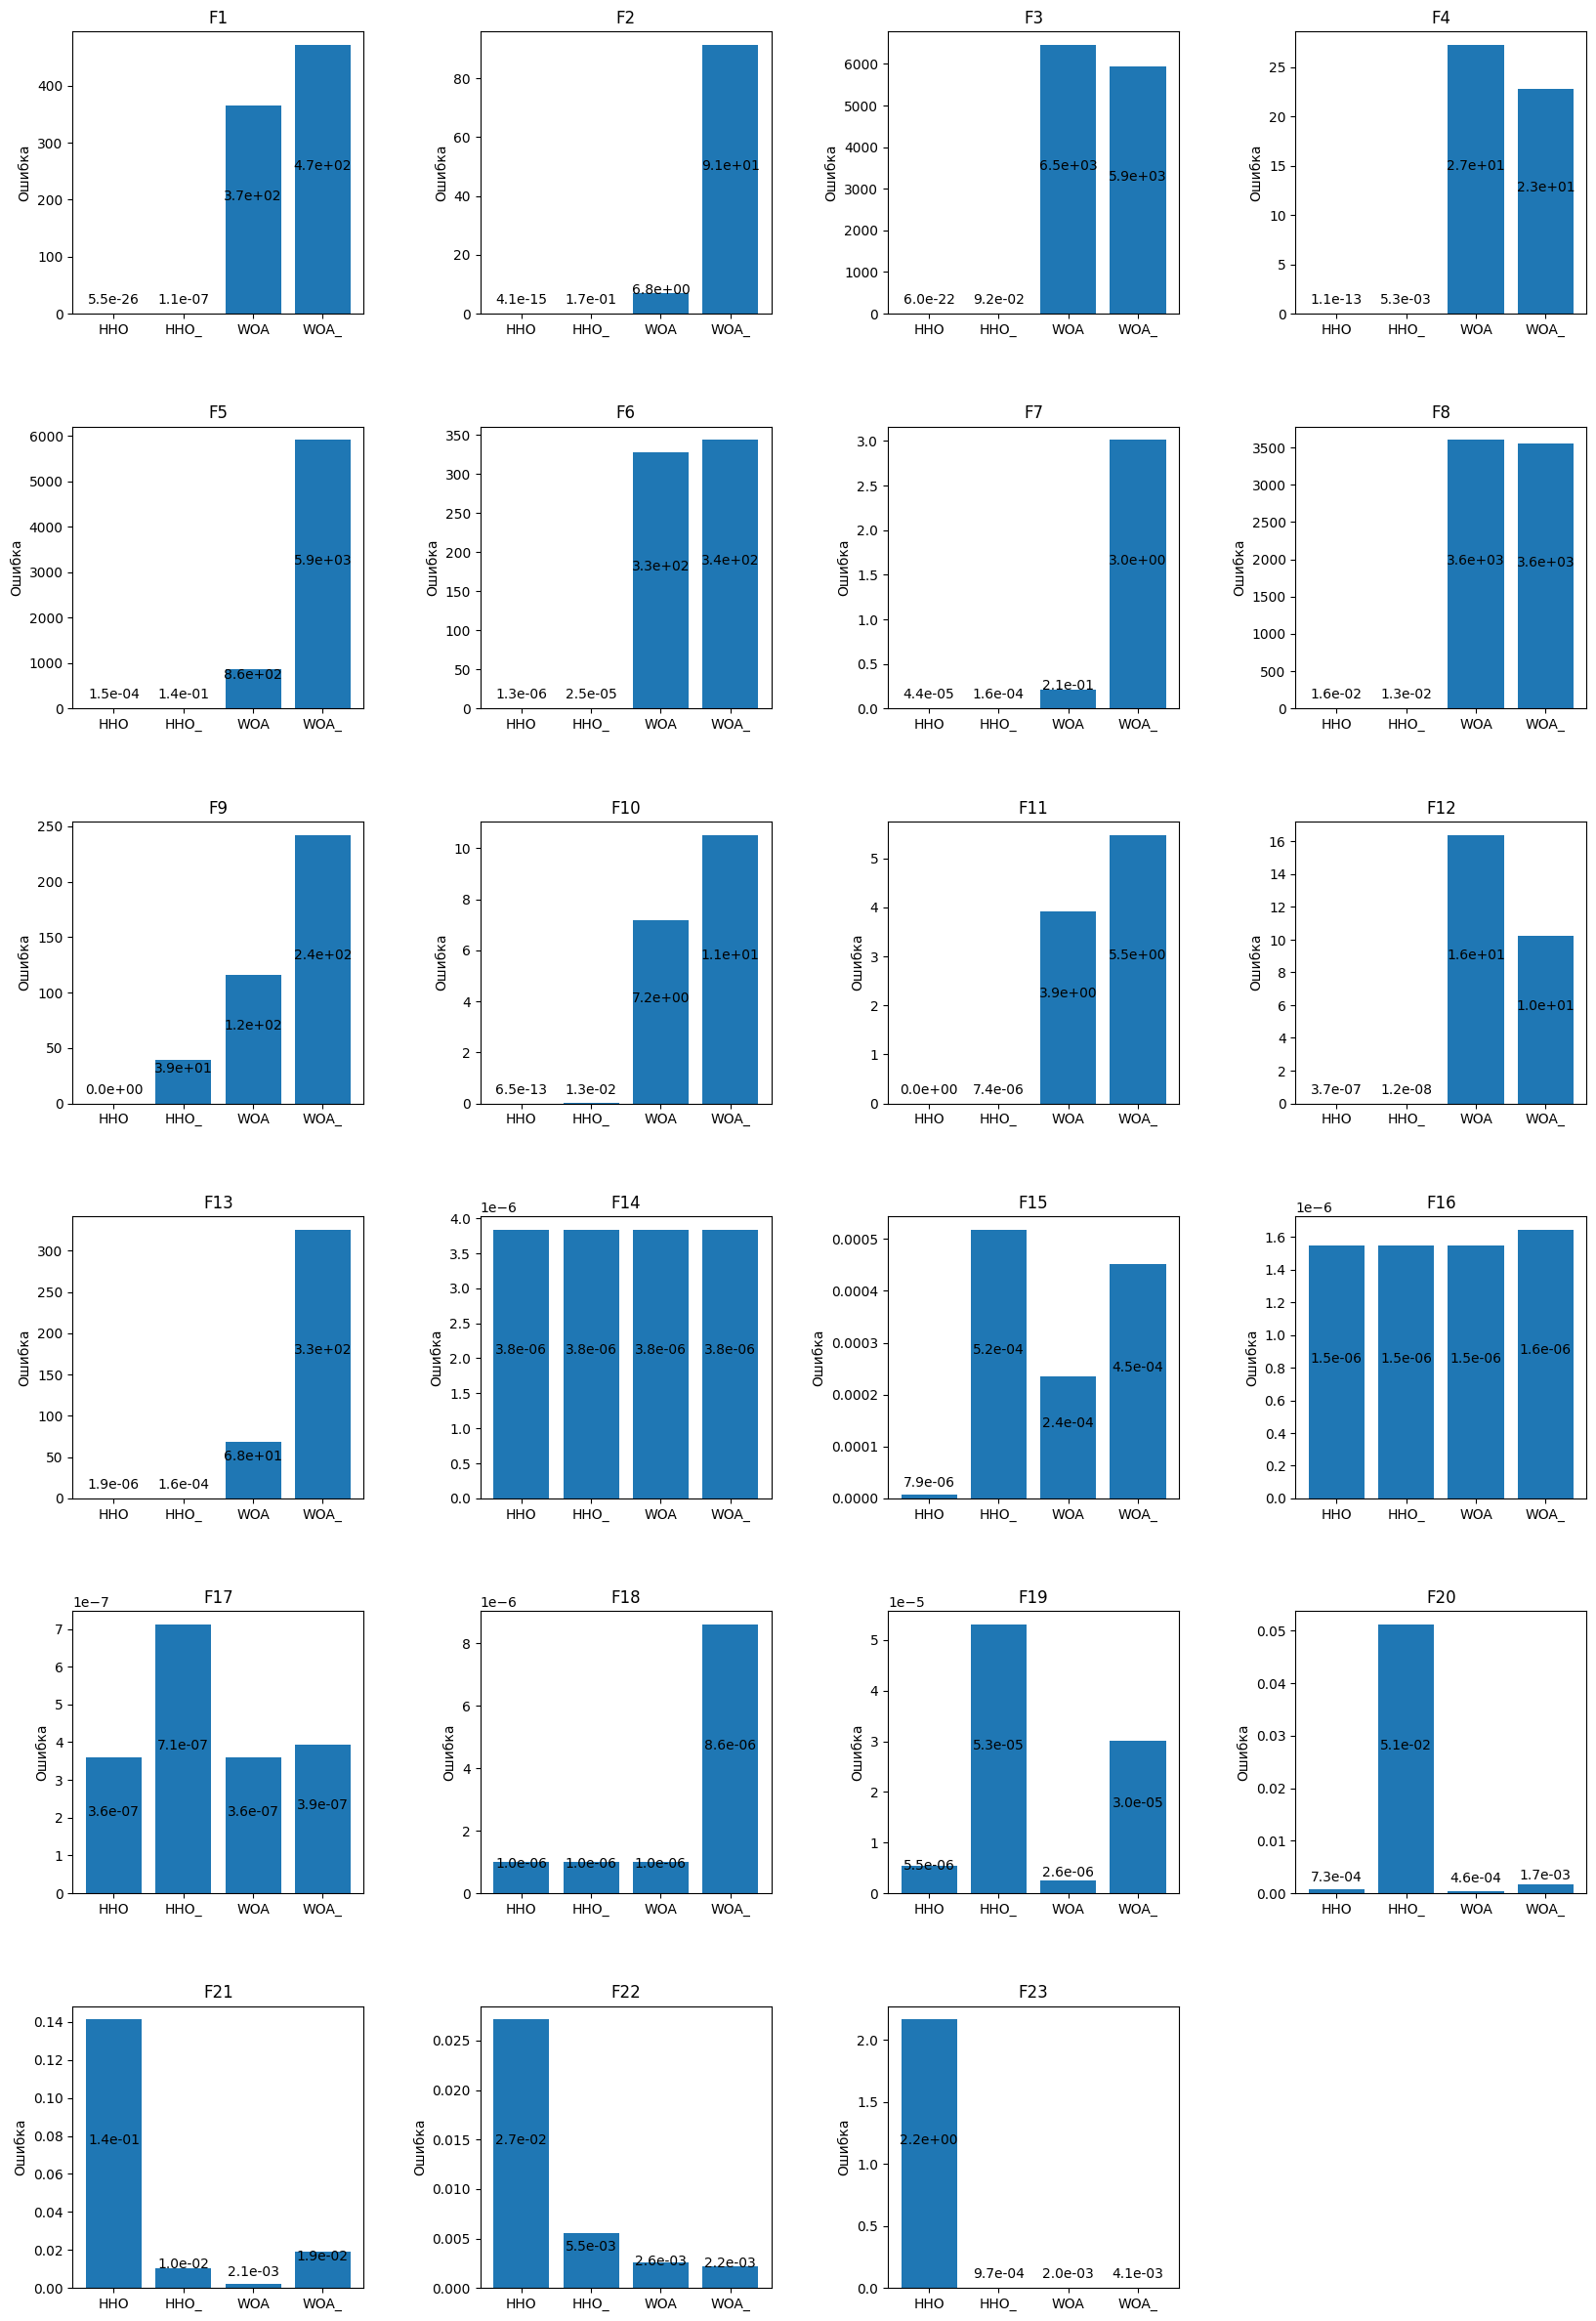 F1
Ошибка
400
300
200
100
0
5.5e-26 1.1e-07 3.7e+02 4.7e+02
HHO HHO_ WOA WOA_
F2
Ошибка
80
60
40
20
0
4.1e-15 1.7e-01 6.8e+00 9.1e+01
HHO HHO_ WOA WOA_
F3
Ошибка
6000
5000
4000
3000
2000
1000
0
6.0e-22 9.2e-02 6.5e+03 5.9e+03
HHO HHO_ WOA WOA_
F4
Ошибка
25
20
15
10
5
0
1.1e-13 5.3e-03 2.7e+01 2.3e+01
HHO HHO_ WOA WOA_
F5
Ошибка
6000
5000
4000
3000
2000
1000
0
1.5e-04 1.4e-01 8.6e+02 5.9e+03
HHO HHO_ WOA WOA_
F6
Ошибка
350
300
250
200
150
100
50
0
1.3e-06 2.5e-05 3.3e+02 3.4e+02
HHO HHO_ WOA WOA_
F7
Ошибка
3.0
2.5
2.0
1.5
1.0
0.5
0.0
4.4e-05 1.6e-04 2.1e-01 3.0e+00
HHO HHO_ WOA WOA_
F8
Ошибка
3500
3000
2500
2000
1500
1000
500
0
1.6e-02 1.3e-02 3.6e+03 3.6e+03
HHO HHO_ WOA WOA_
F9
Ошибка
250
200
150
100
50
0
0.0e+00 3.9e+01 1.2e+02 2.4e+02
HHO HHO_ WOA WOA_
F10
Ошибка
10
8
6
4
2
0
6.5e-13 1.3e-02 7.2e+00 1.1e+01
HHO HHO_ WOA WOA_
F11
Ошибка
5
4
3
2
1
0
0.0e+00 7.4e-06 3.9e+00 5.5e+00
HHO HHO_ WOA WOA_
F12
Ошибка
16
14
12
10
8
6
4
2
0
3.7e-07 1.2e-08 1.6e+01 1.0e+01
HHO HHO_ WOA WOA_
F13
Ошибка
300
250
200
150
100
50
0
1.9e-06 1.6e-04 6.8e+01 3.3e+02
HHO HHO_ WOA WOA_
F14
1e−6
Ошибка
4.0
3.5
3.0
2.5
2.0
1.5
1.0
0.5
0.0
3.8e-06 3.8e-06 3.8e-06 3.8e-06
HHO HHO_ WOA WOA_
F15
Ошибка
0.0005
0.0004
0.0003
0.0002
0.0001
0.0000
7.9e-06 5.2e-04 2.4e-04 4.5e-04
HHO HHO_ WOA WOA_
F16
1e−6
Ошибка
1.6
1.4
1.2
1.0
0.8
0.6
0.4
0.2
0.0
1.5e-06 1.5e-06 1.5e-06 1.6e-06
HHO HHO_ WOA WOA_
F17
1e−7
Ошибка
7
6
5
4
3
2
1
0
3.6e-07 7.1e-07 3.6e-07 3.9e-07
HHO HHO_ WOA WOA_
F18
1e−6
Ошибка
8
6
4
2
0
1.0e-06 1.0e-06 1.0e-06 8.6e-06
HHO HHO_ WOA WOA_
F19
1e−5
Ошибка
5
4
3
2
1
0
5.5e-06 5.3e-05 2.6e-06 3.0e-05
HHO HHO_ WOA WOA_
F20
Ошибка
0.05
0.04
0.03
0.02
0.01
0.00
7.3e-04 5.1e-02 4.6e-04 1.7e-03
HHO HHO_ WOA WOA_
F21
Ошибка
0.14
0.12
0.10
0.08
0.06
0.04
0.02
0.00
1.4e-01 1.0e-02 2.1e-03 1.9e-02
HHO HHO_ WOA WOA_
F22
Ошибка
0.025
0.020
0.015
0.010
0.005
0.000
2.7e-02 5.5e-03 2.6e-03 2.2e-03
HHO HHO_ WOA WOA_
F23
Ошибка
2.0
1.5
1.0
0.5
0.0
2.2e+00 9.7e-04 2.0e-03 4.1e-03
HHO HHO_ WOA WOA_